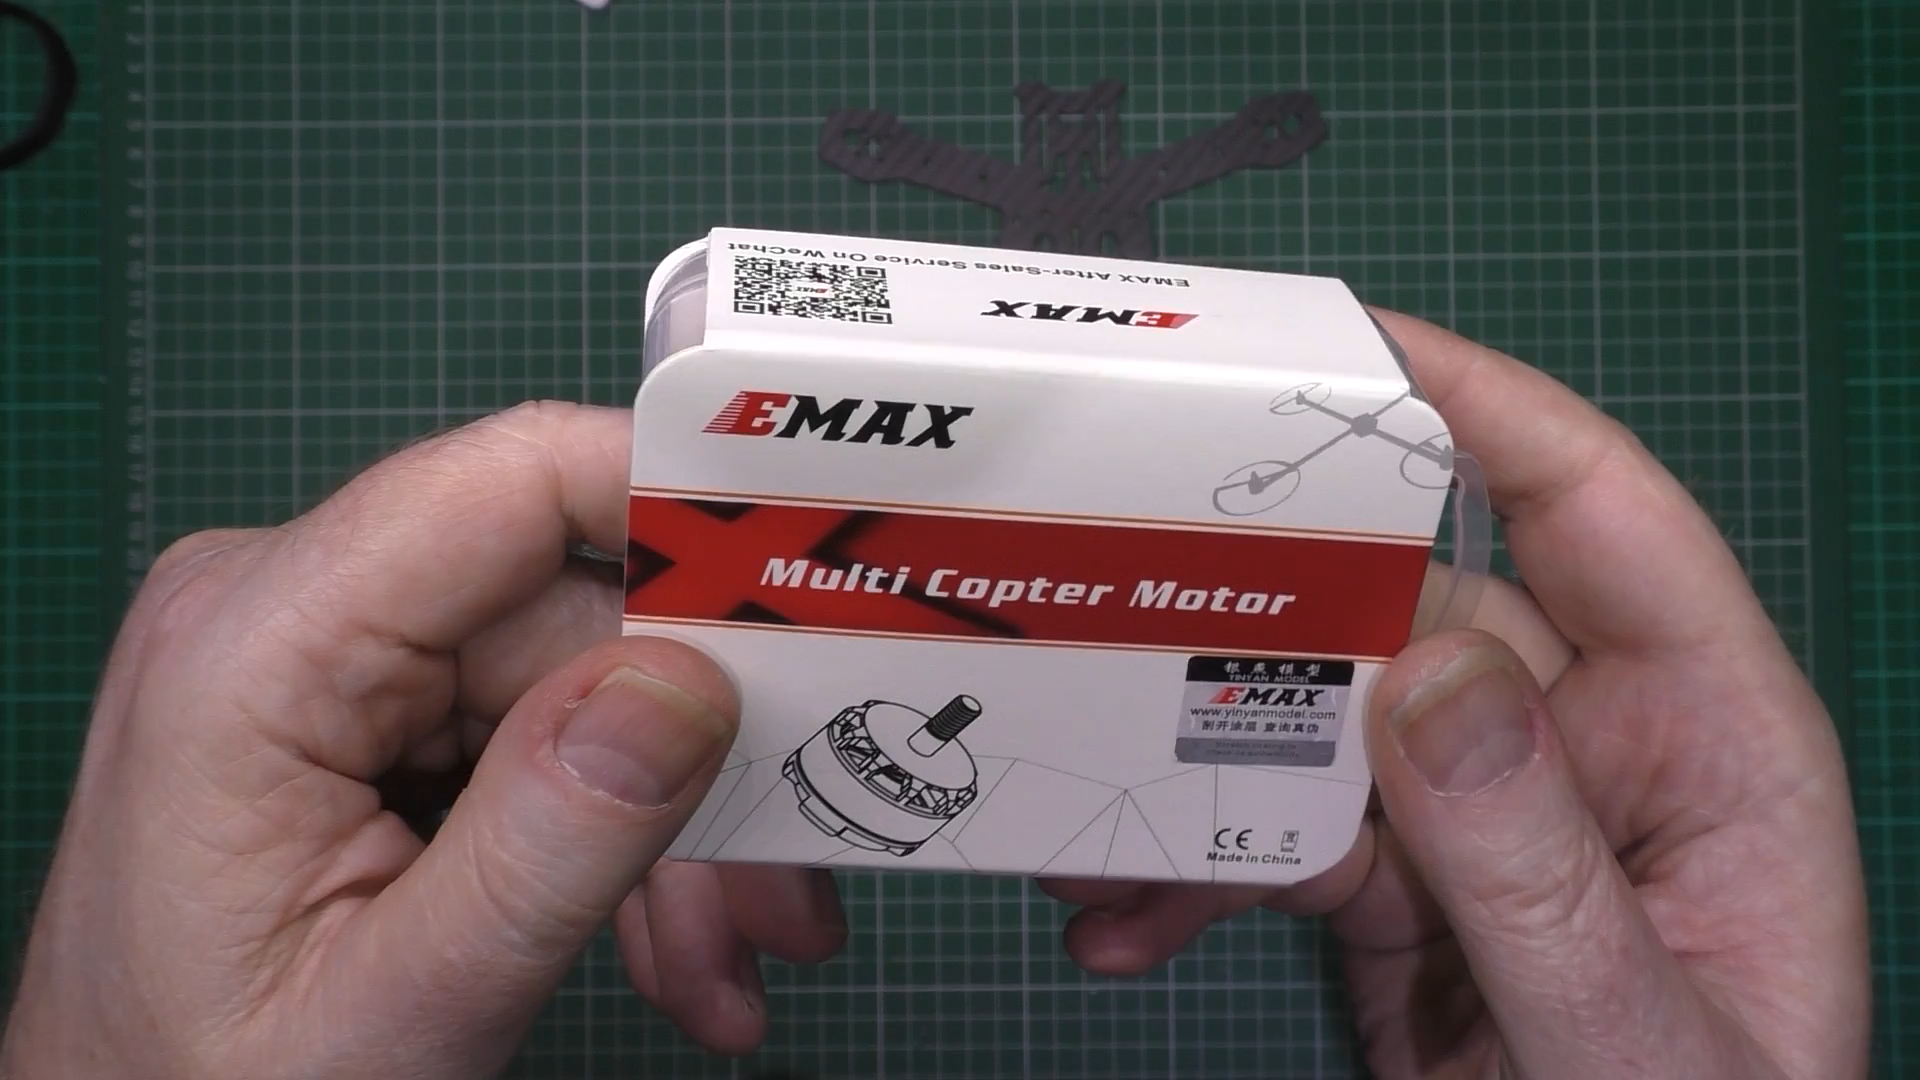 EMAX After-Sales Service On WeChat
EMAX
EMAX
Multi Copter Motor
银燕模型
YINYAN MODEL
EMAX
www.yinyanmodel.com
刮开涂层 查询真伪
CE
Made in China